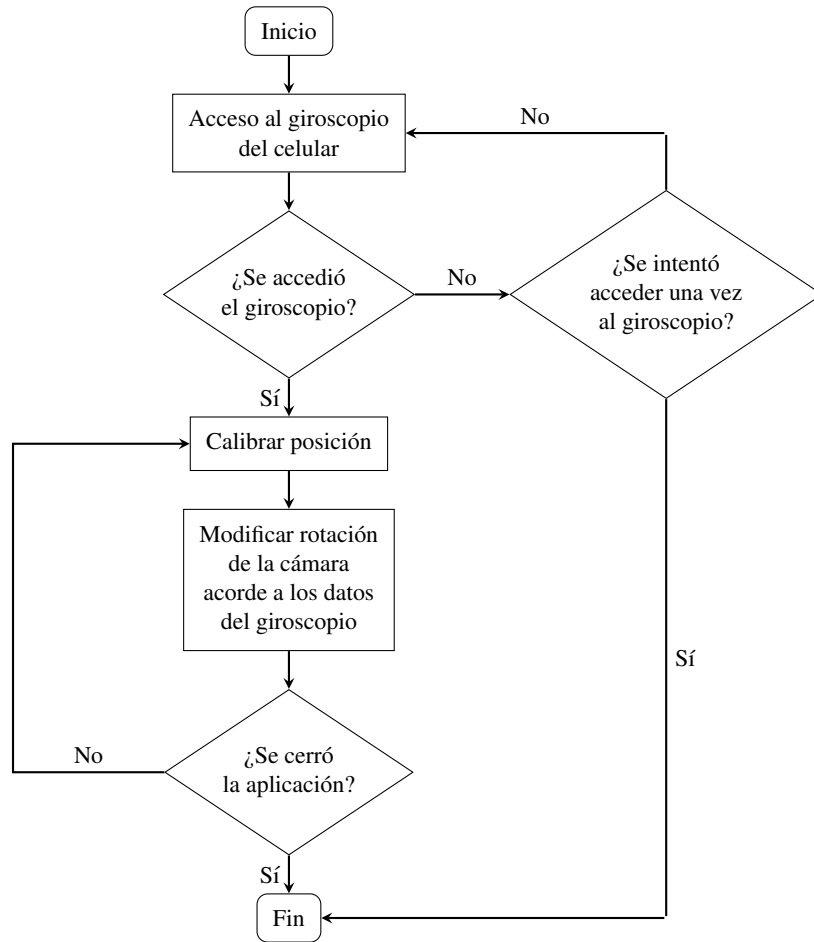 Inicio
Acceso al giroscopio
del celular
No
¿Se accedió
el giroscopio?
No
¿Se intentó
acceder una vez
al giroscopio?
Sí
Calibrar posición
Modificar rotación
de la cámara
acorde a los datos
del giroscopio
Sí
No
¿Se cerró
la aplicación?
Sí
Fin